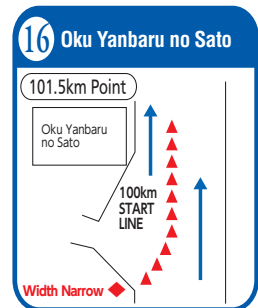 16 Oku Yanbaru no Sato
101.5km Point
Oku Yanbaru
no Sato
100km
START
LINE
Width Narrow